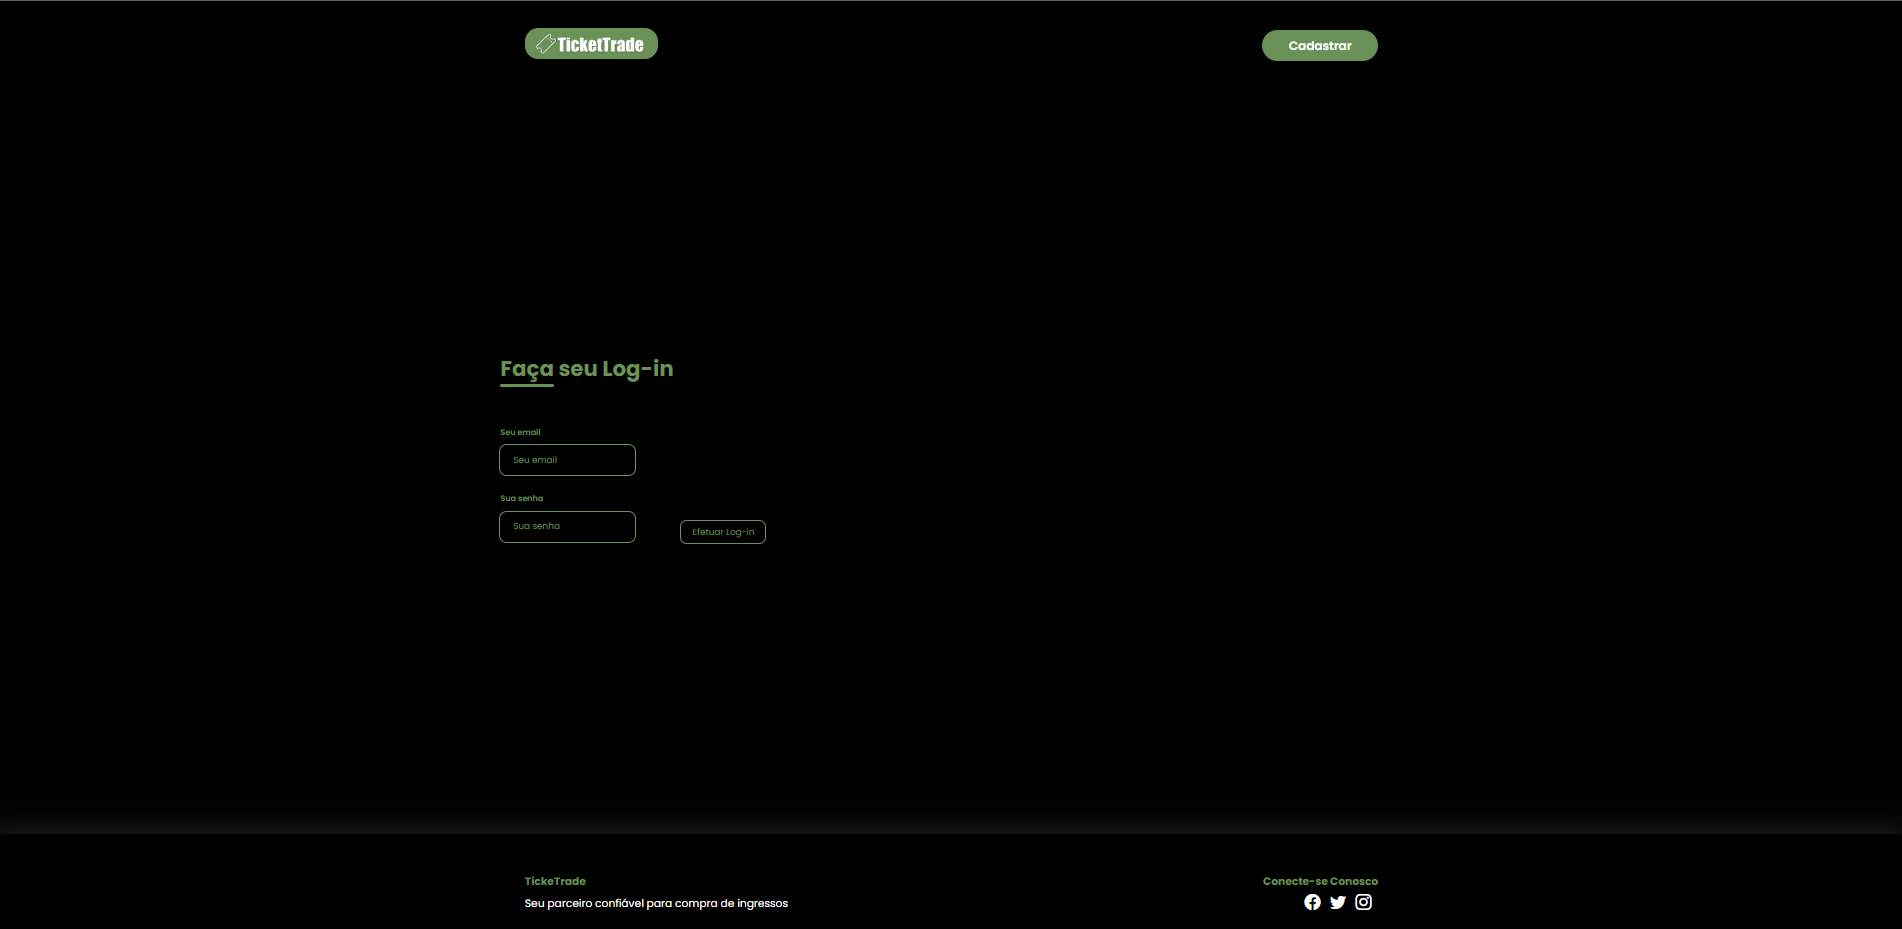 TicketTrade
Cadastrar
Faça seu Log-in
Seu email
Seu email
Sua senha
Sua senha
Efetuar Log-in
TickeTrade
Seu parceiro confiável para compra de ingressos
Conecte-se Conosco